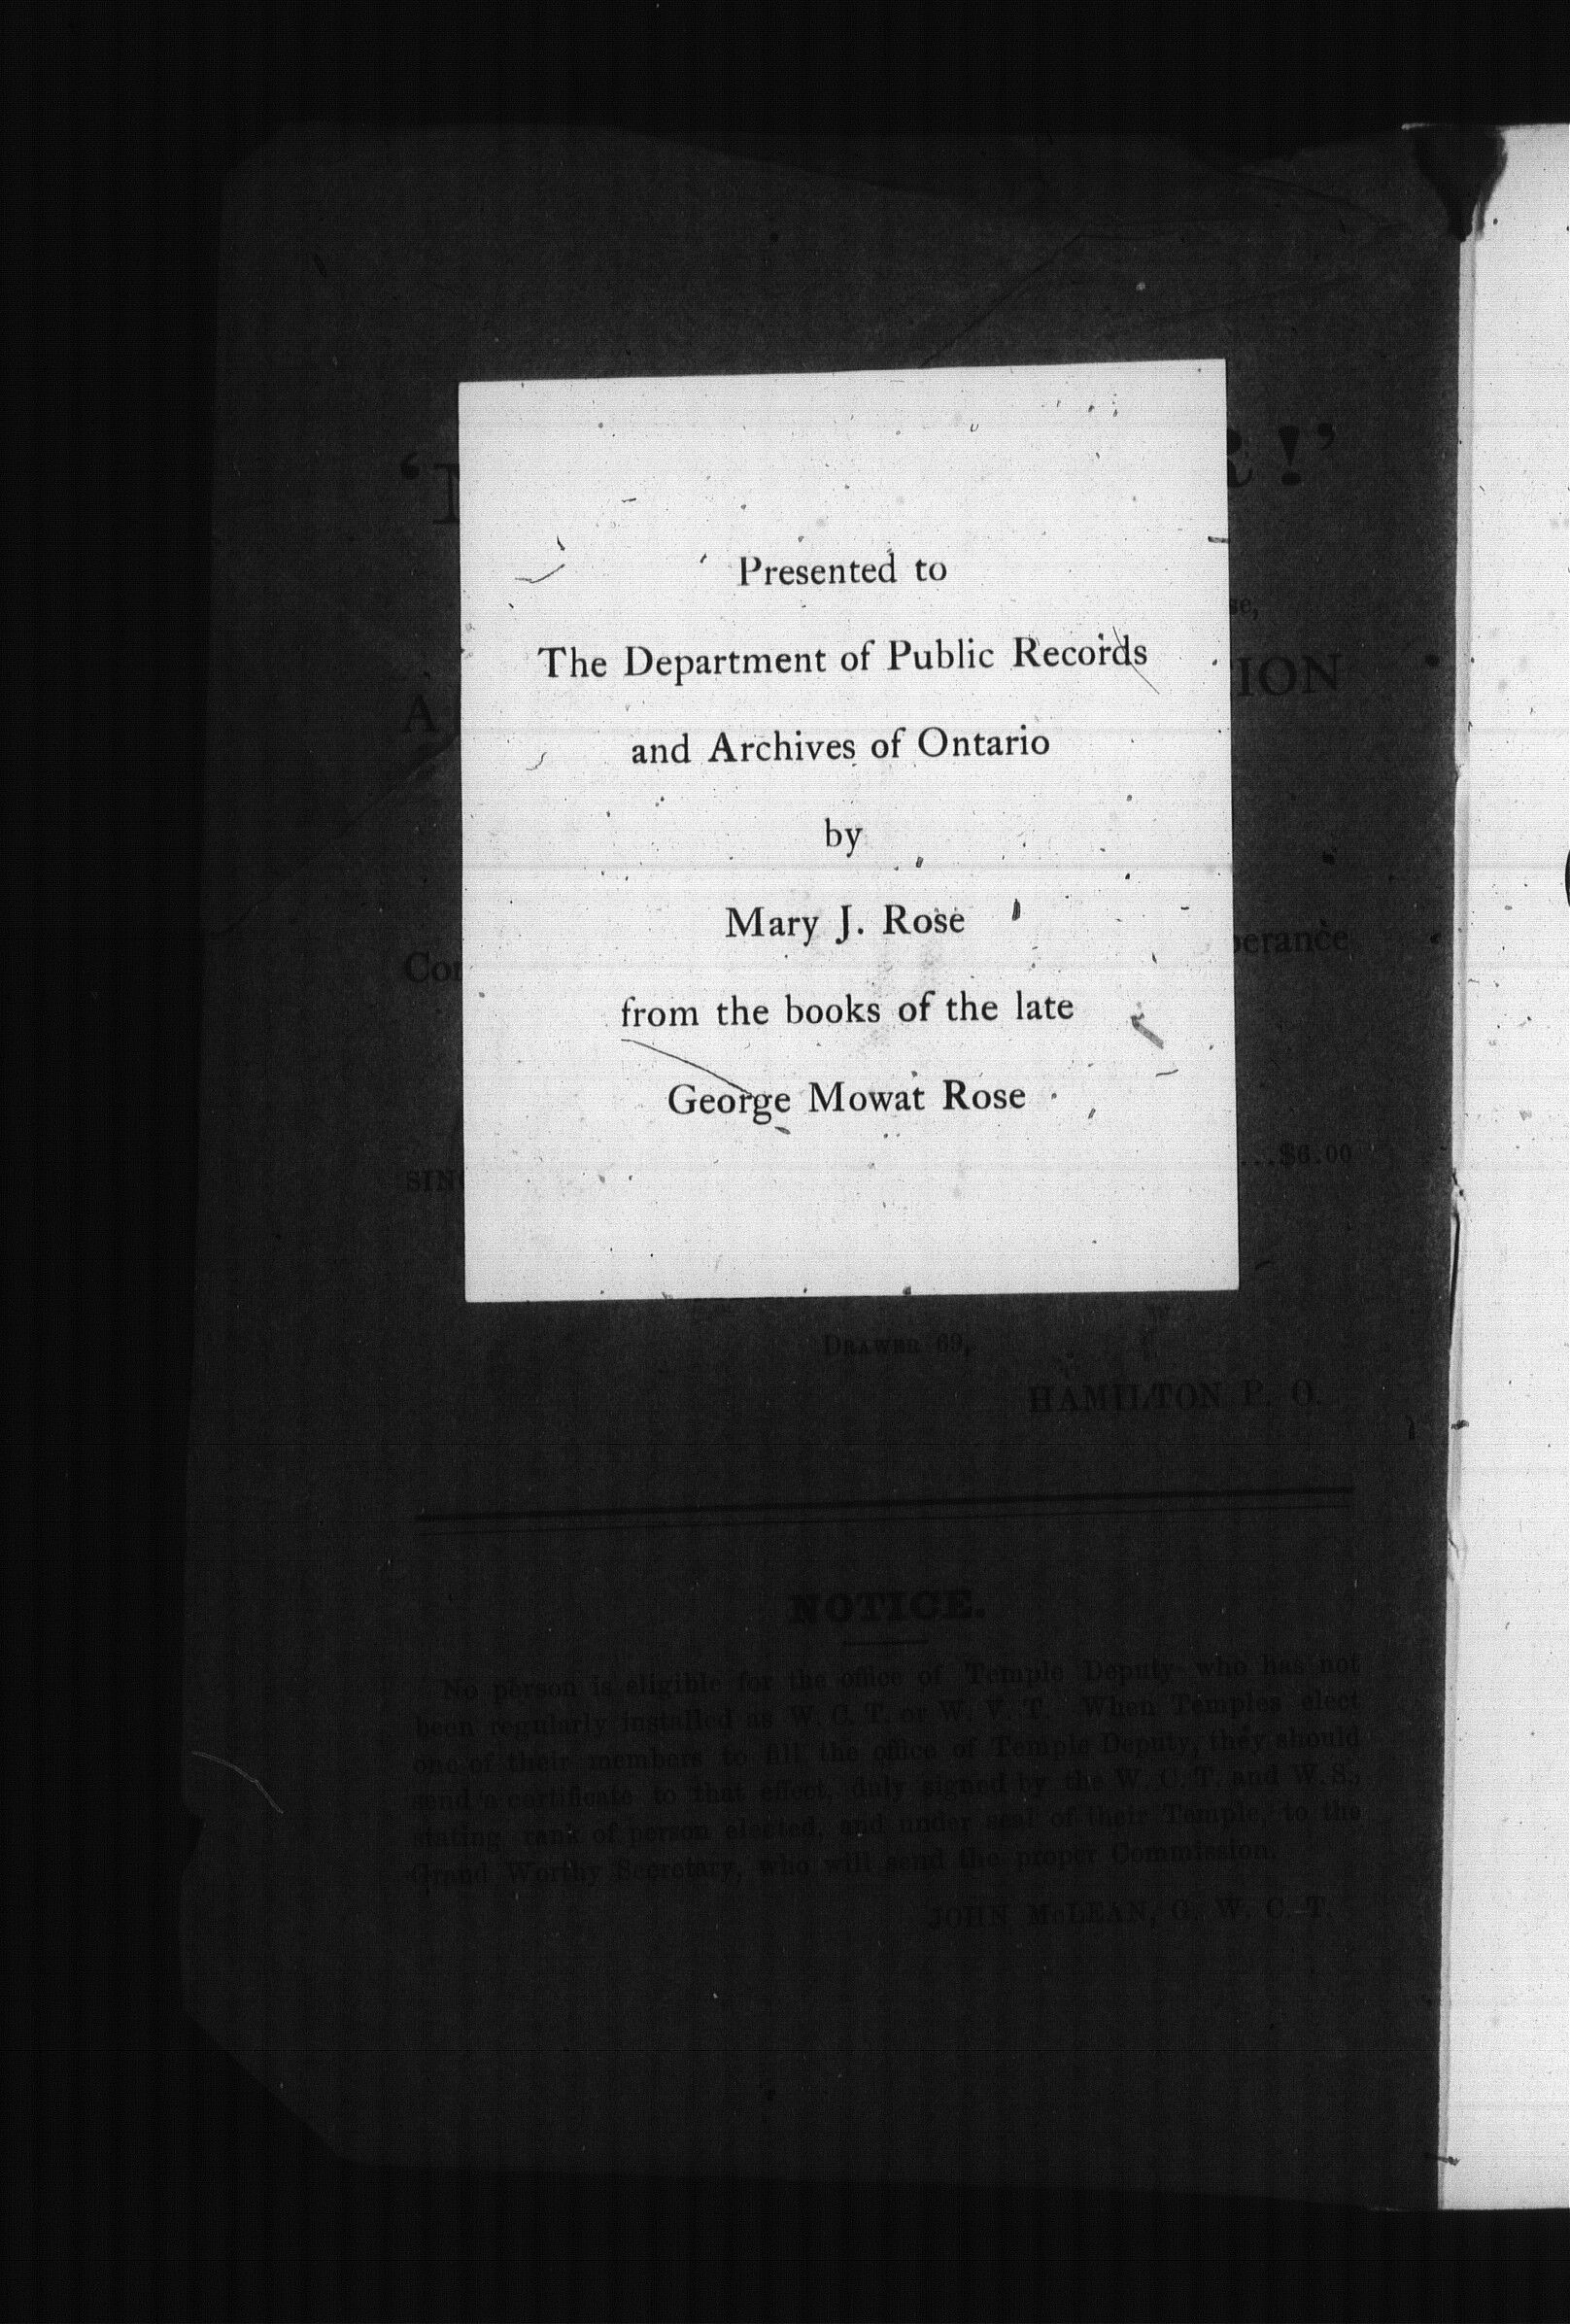 R!’
Presented to
se,
The Department of Public Records
ION
A
and Archives of Ontario
by
Mary J. Rose
perance
Con
from the books of the late
George Mowat Rose
...$6.00
SING
DRAWER 69,
HAMILTON P. O.
NOTICE.
No person is eligible for the office of Temple Deputy who has not
been regularly installed as W. C. T. or W. V. T. When Temples elect
one of their members to fill the office of Temple Deputy, they should
send a certificate to that effect, duly signed by the W. C. T. and W. S.,
stating rank of person elected, and under seal of their Temple, to the
Grand Worthy Secretary, who will send the proper Commission.
JOHN McLEAN, G. W. C. T.